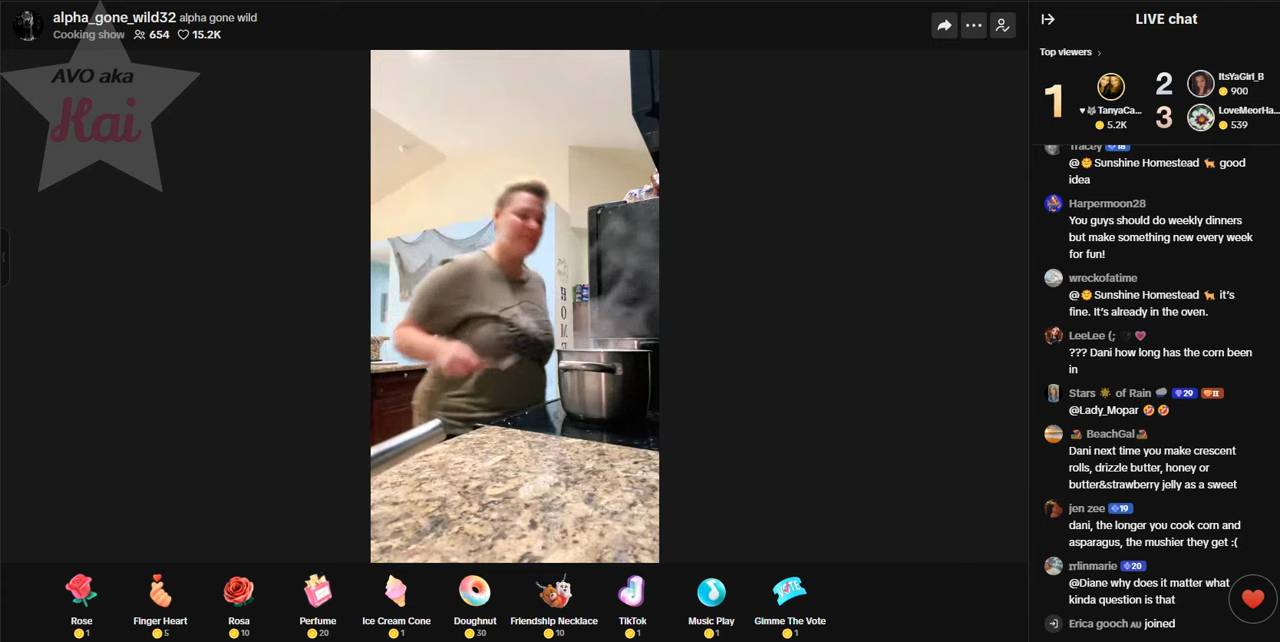 alpha_gone_wild32 alpha gone wild
Cooking show 654 15.2K
AVO aka
Kai
LIVE chat
Top viewers
1
TanyaCa...
5.2K
2
ItsYaGirl_B
900
3
LoveMeorHa...
539
Tracey 18
@🌞Sunshine Homestead 🐐 good
idea
Harpermoon28
You guys should do weekly dinners
but make something new every week
for fun!
wreckofatime
@🌞Sunshine Homestead 🐐 it's
fine. It's already in the oven.
LeeLee (;
??? Dani how long has the corn been
in
Stars of Rain 29 II
@Lady_Mopar 🤣 🤣
BeachGal
Dani next time you make crescent
rolls, drizzle butter, honey or
butter&strawberry jelly as a sweet
jen zee 19
dani, the longer you cook corn and
asparagus, the mushier they get :(
rrlinmarie 20
@Diane why does it matter what
kinda question is that
Erica gooch AU joined
H
O
M
Rose
1
Finger Heart
5
Rosa
10
Perfume
20
Ice Cream Cone
1
Doughnut
30
Friendship Necklace
10
TikTok
1
Music Play
1
Gimme The Vote
1